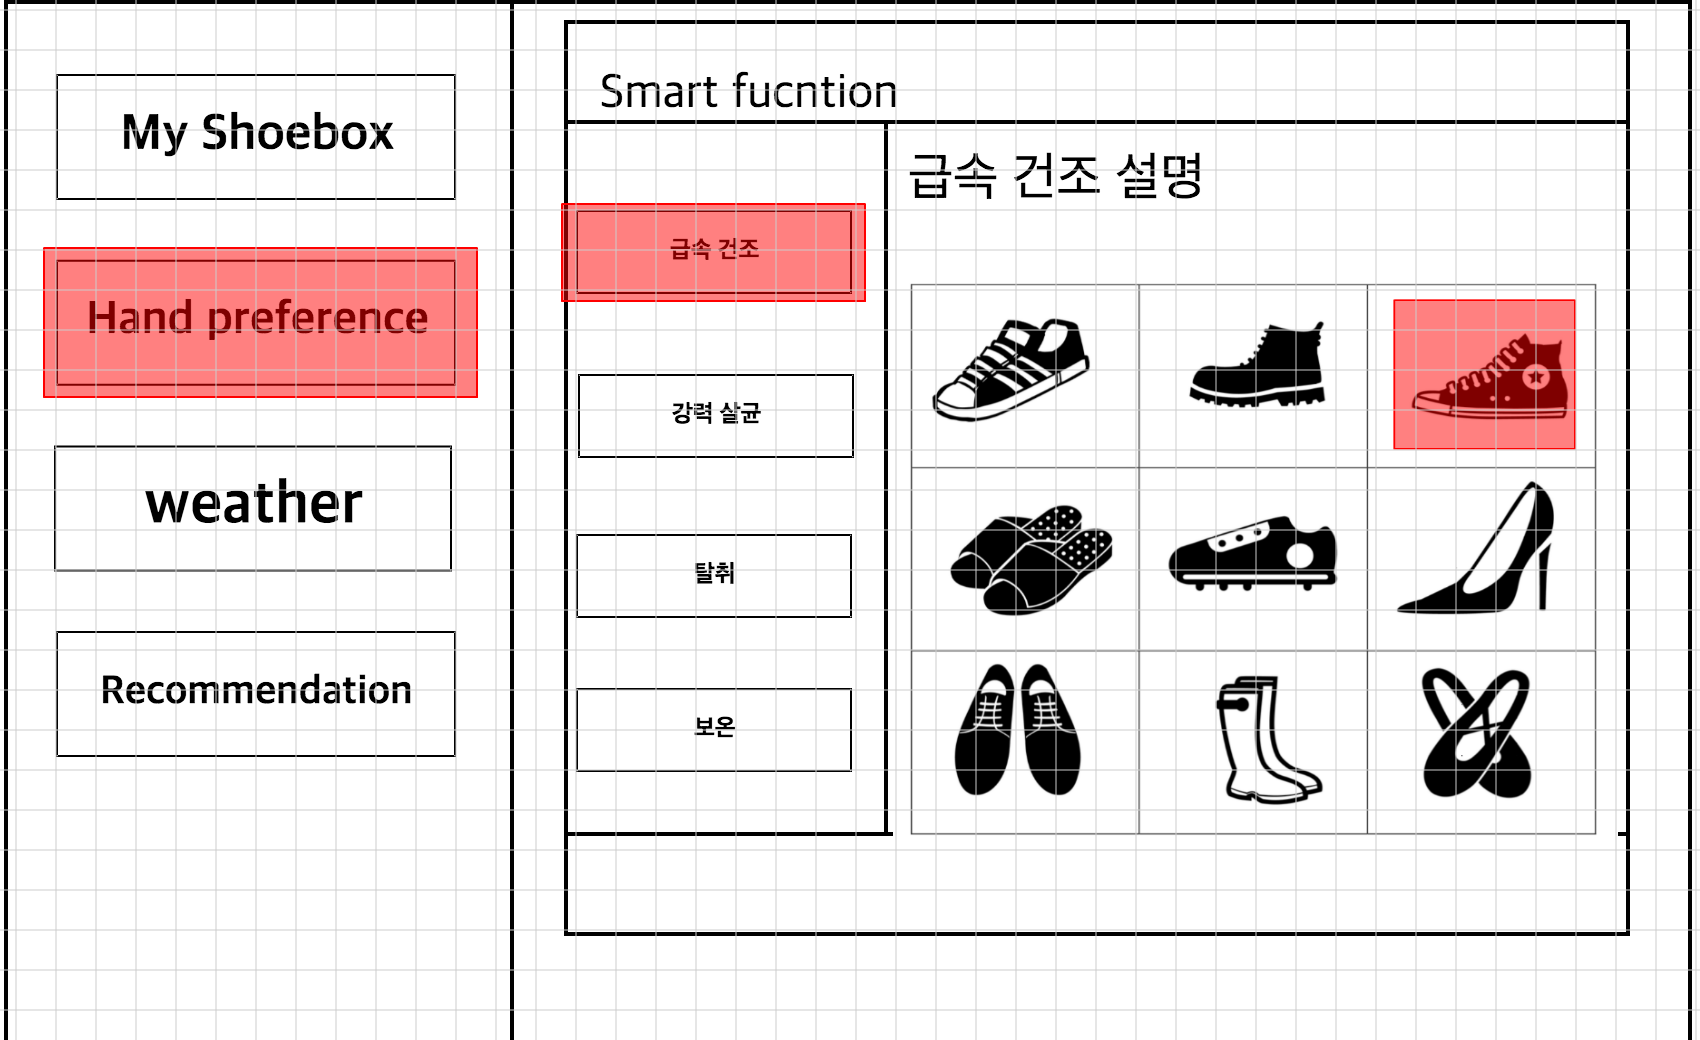 My Shoebox
Hand preference
weather
Recommendation
Smart fucntion
급속 건조
강력 살균
탈취
보온
급속 건조 설명